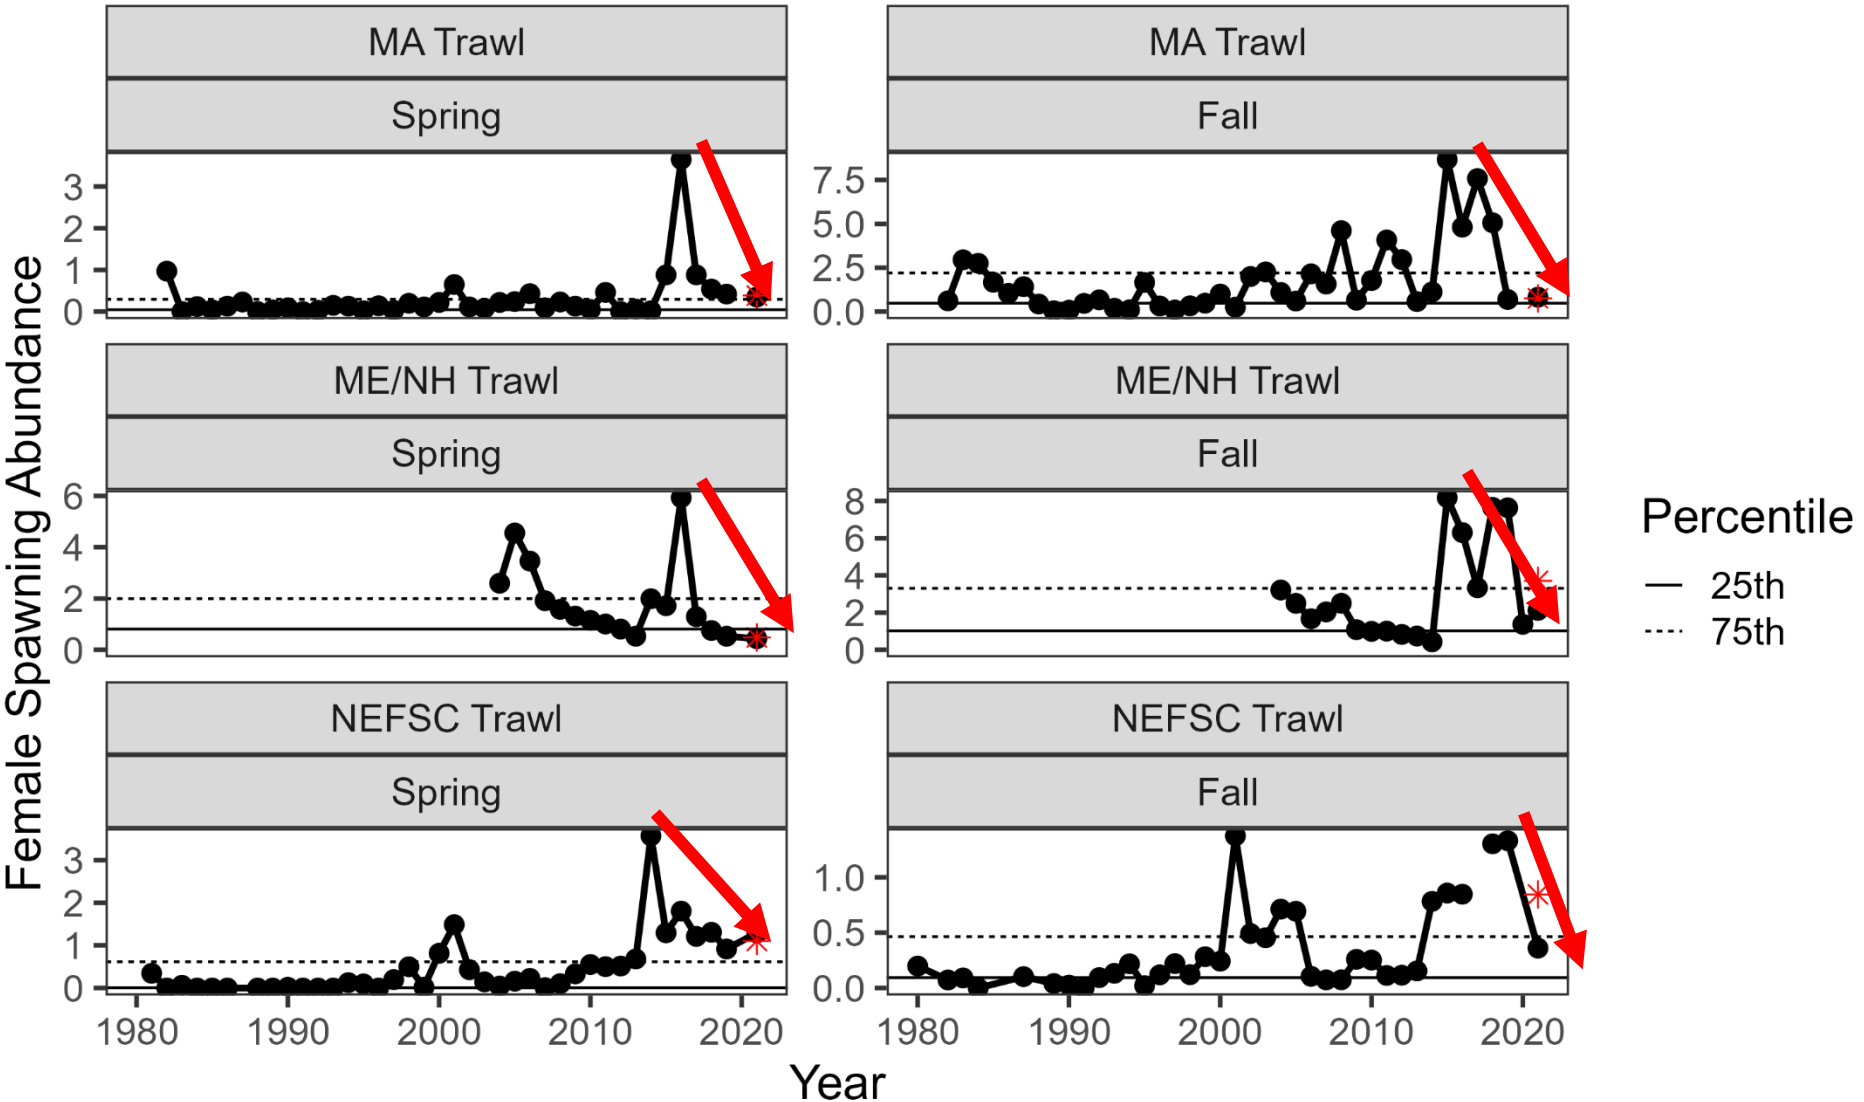 MA Trawl
MA Trawl
Spring
Fall
3
2
1
0
7.5
5.0
2.5
0.0
ME/NH Trawl
ME/NH Trawl
Spring
Fall
6
4
2
0
8
6
4
2
0
NEFSC Trawl
NEFSC Trawl
Spring
Fall
3
2
1
0
1.0
0.5
0.0
1980 1990 2000 2010 2020
1980 1990 2000 2010 2020
Year
Female Spawning Abundance
Percentile
25th
75th